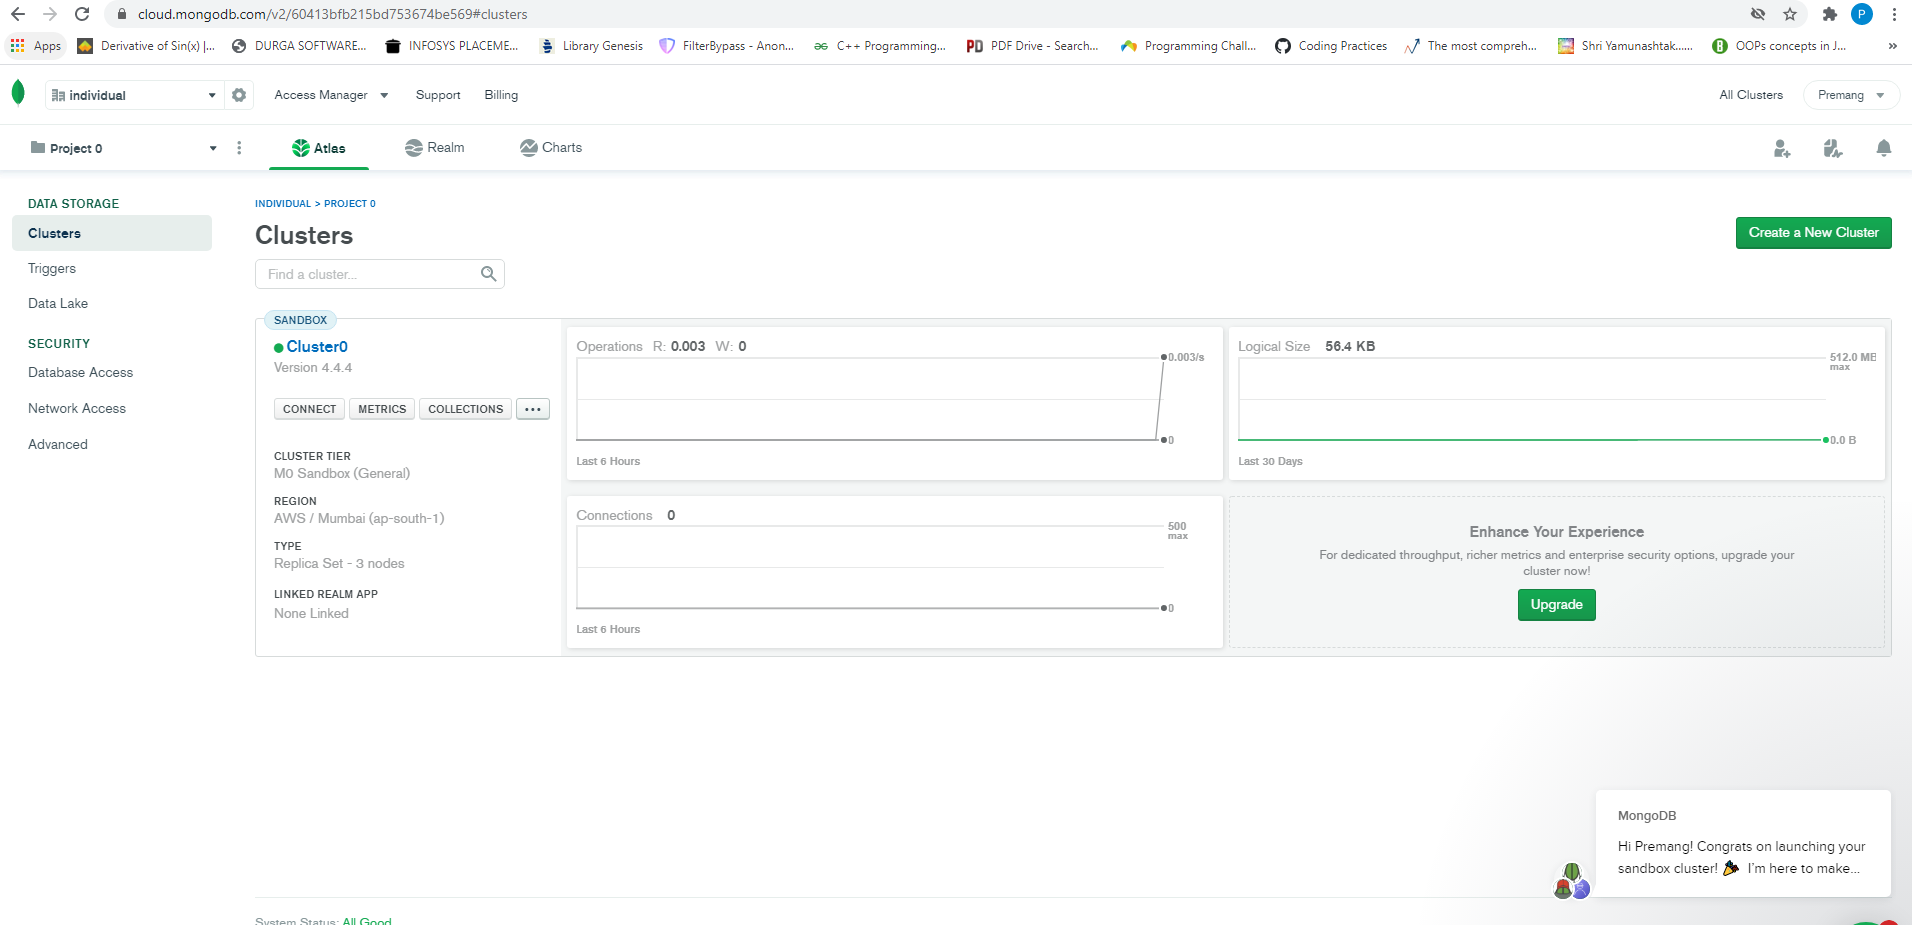 cloud.mongodb.com/v2/60413bfb215bd753674be569#clusters
P
Apps
Derivative of Sin(x) |...
DURGA SOFTWARE...
INFOSYS PLACEME...
Library Genesis
FilterBypass - Anon...
C++ Programming...
PD PDF Drive - Search...
Programming Chall...
Coding Practices
The most compreh...
Shri Yamunashtak......
OOPs concepts in J...
»
individual
Access Manager
Support
Billing
All Clusters
Premang
Project 0
Atlas
Realm
Charts
DATA STORAGE
Clusters
Triggers
Data Lake
SECURITY
Database Access
Network Access
Advanced
INDIVIDUAL > PROJECT 0
Clusters
Create a New Cluster
Find a cluster...
SANDBOX
Cluster0
Version 4.4.4
CONNECT
METRICS
COLLECTIONS
...
CLUSTER TIER
M0 Sandbox (General)
REGION
AWS / Mumbai (ap-south-1)
TYPE
Replica Set - 3 nodes
LINKED REALM APP
None Linked
Operations R: 0.003 W: 0
0.003/s
0
Last 6 Hours
Logical Size 56.4 KB
512.0 MB
max
0.0 B
Last 30 Days
Connections 0
500
max
0
Last 6 Hours
Enhance Your Experience
For dedicated throughput, richer metrics and enterprise security options, upgrade your
cluster now!
Upgrade
MongoDB
Hi Premang! Congrats on launching your
sandbox cluster! 🎉 I'm here to make...
System Status: All Good